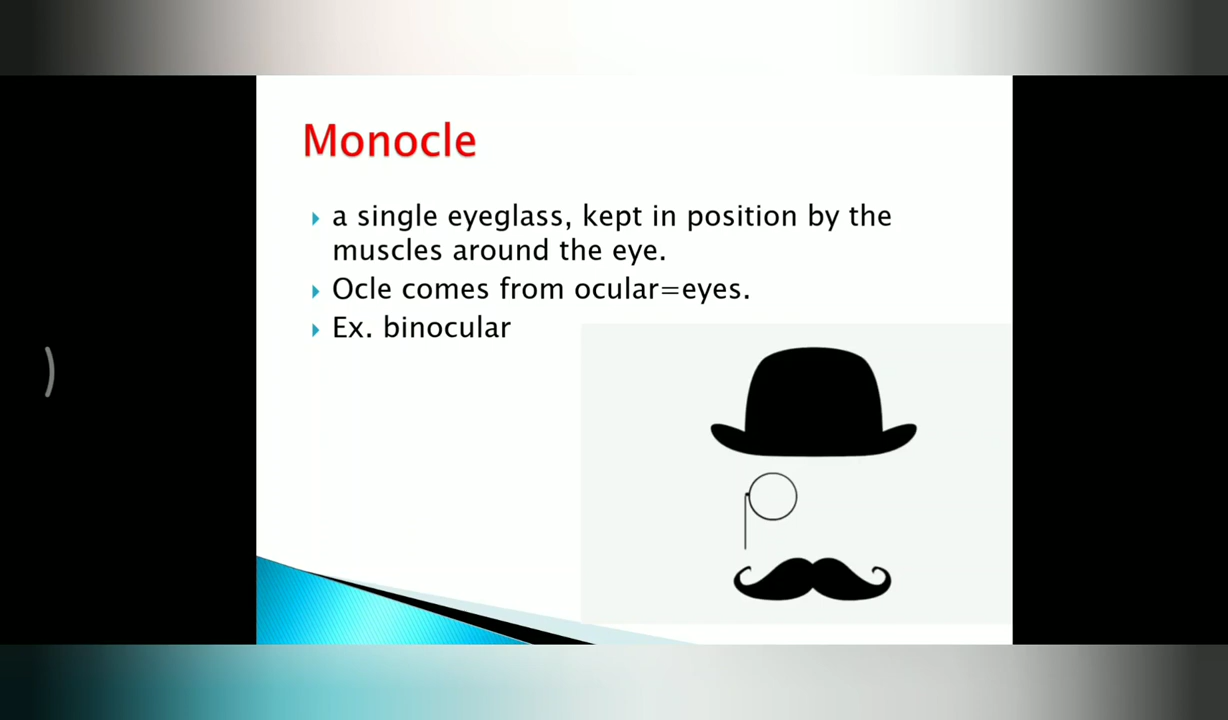 Monocle
a single eyeglass, kept in position by the
muscles around the eye.
Ocle comes from ocular=eyes.
Ex. binocular